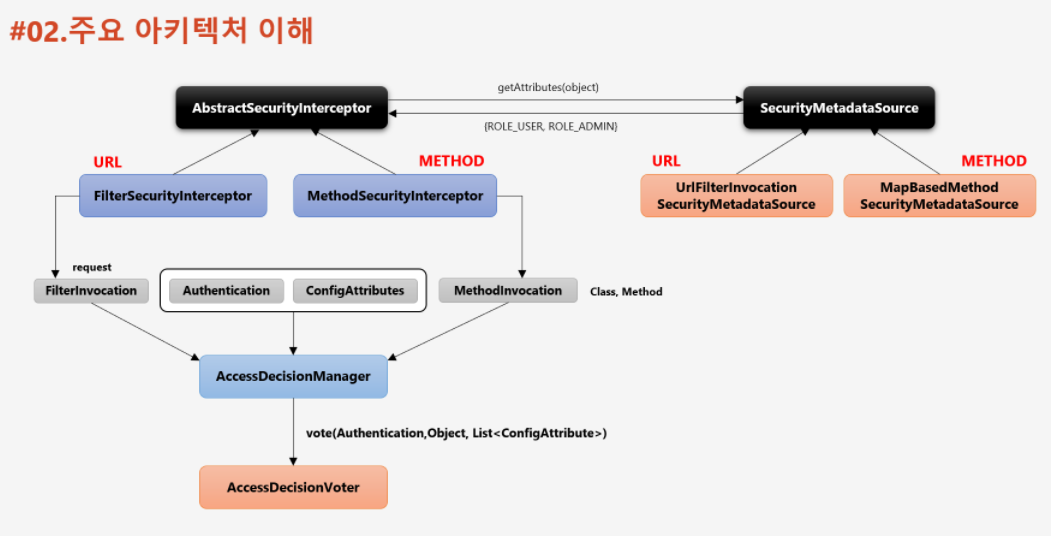 #02.주요 아키텍처 이해
getAttributes(object)
AbstractSecurityInterceptor
SecurityMetadataSource
{ROLE_USER, ROLE_ADMIN}
URL
METHOD
URL
METHOD
FilterSecurityInterceptor
MethodSecurityInterceptor
UrlFilterInvocation
SecurityMetadataSource
MapBasedMethod
SecurityMetadataSource
request
FilterInvocation
Authentication
ConfigAttributes
MethodInvocation
Class, Method
AccessDecisionManager
vote(Authentication,Object, List<ConfigAttribute>)
AccessDecisionVoter